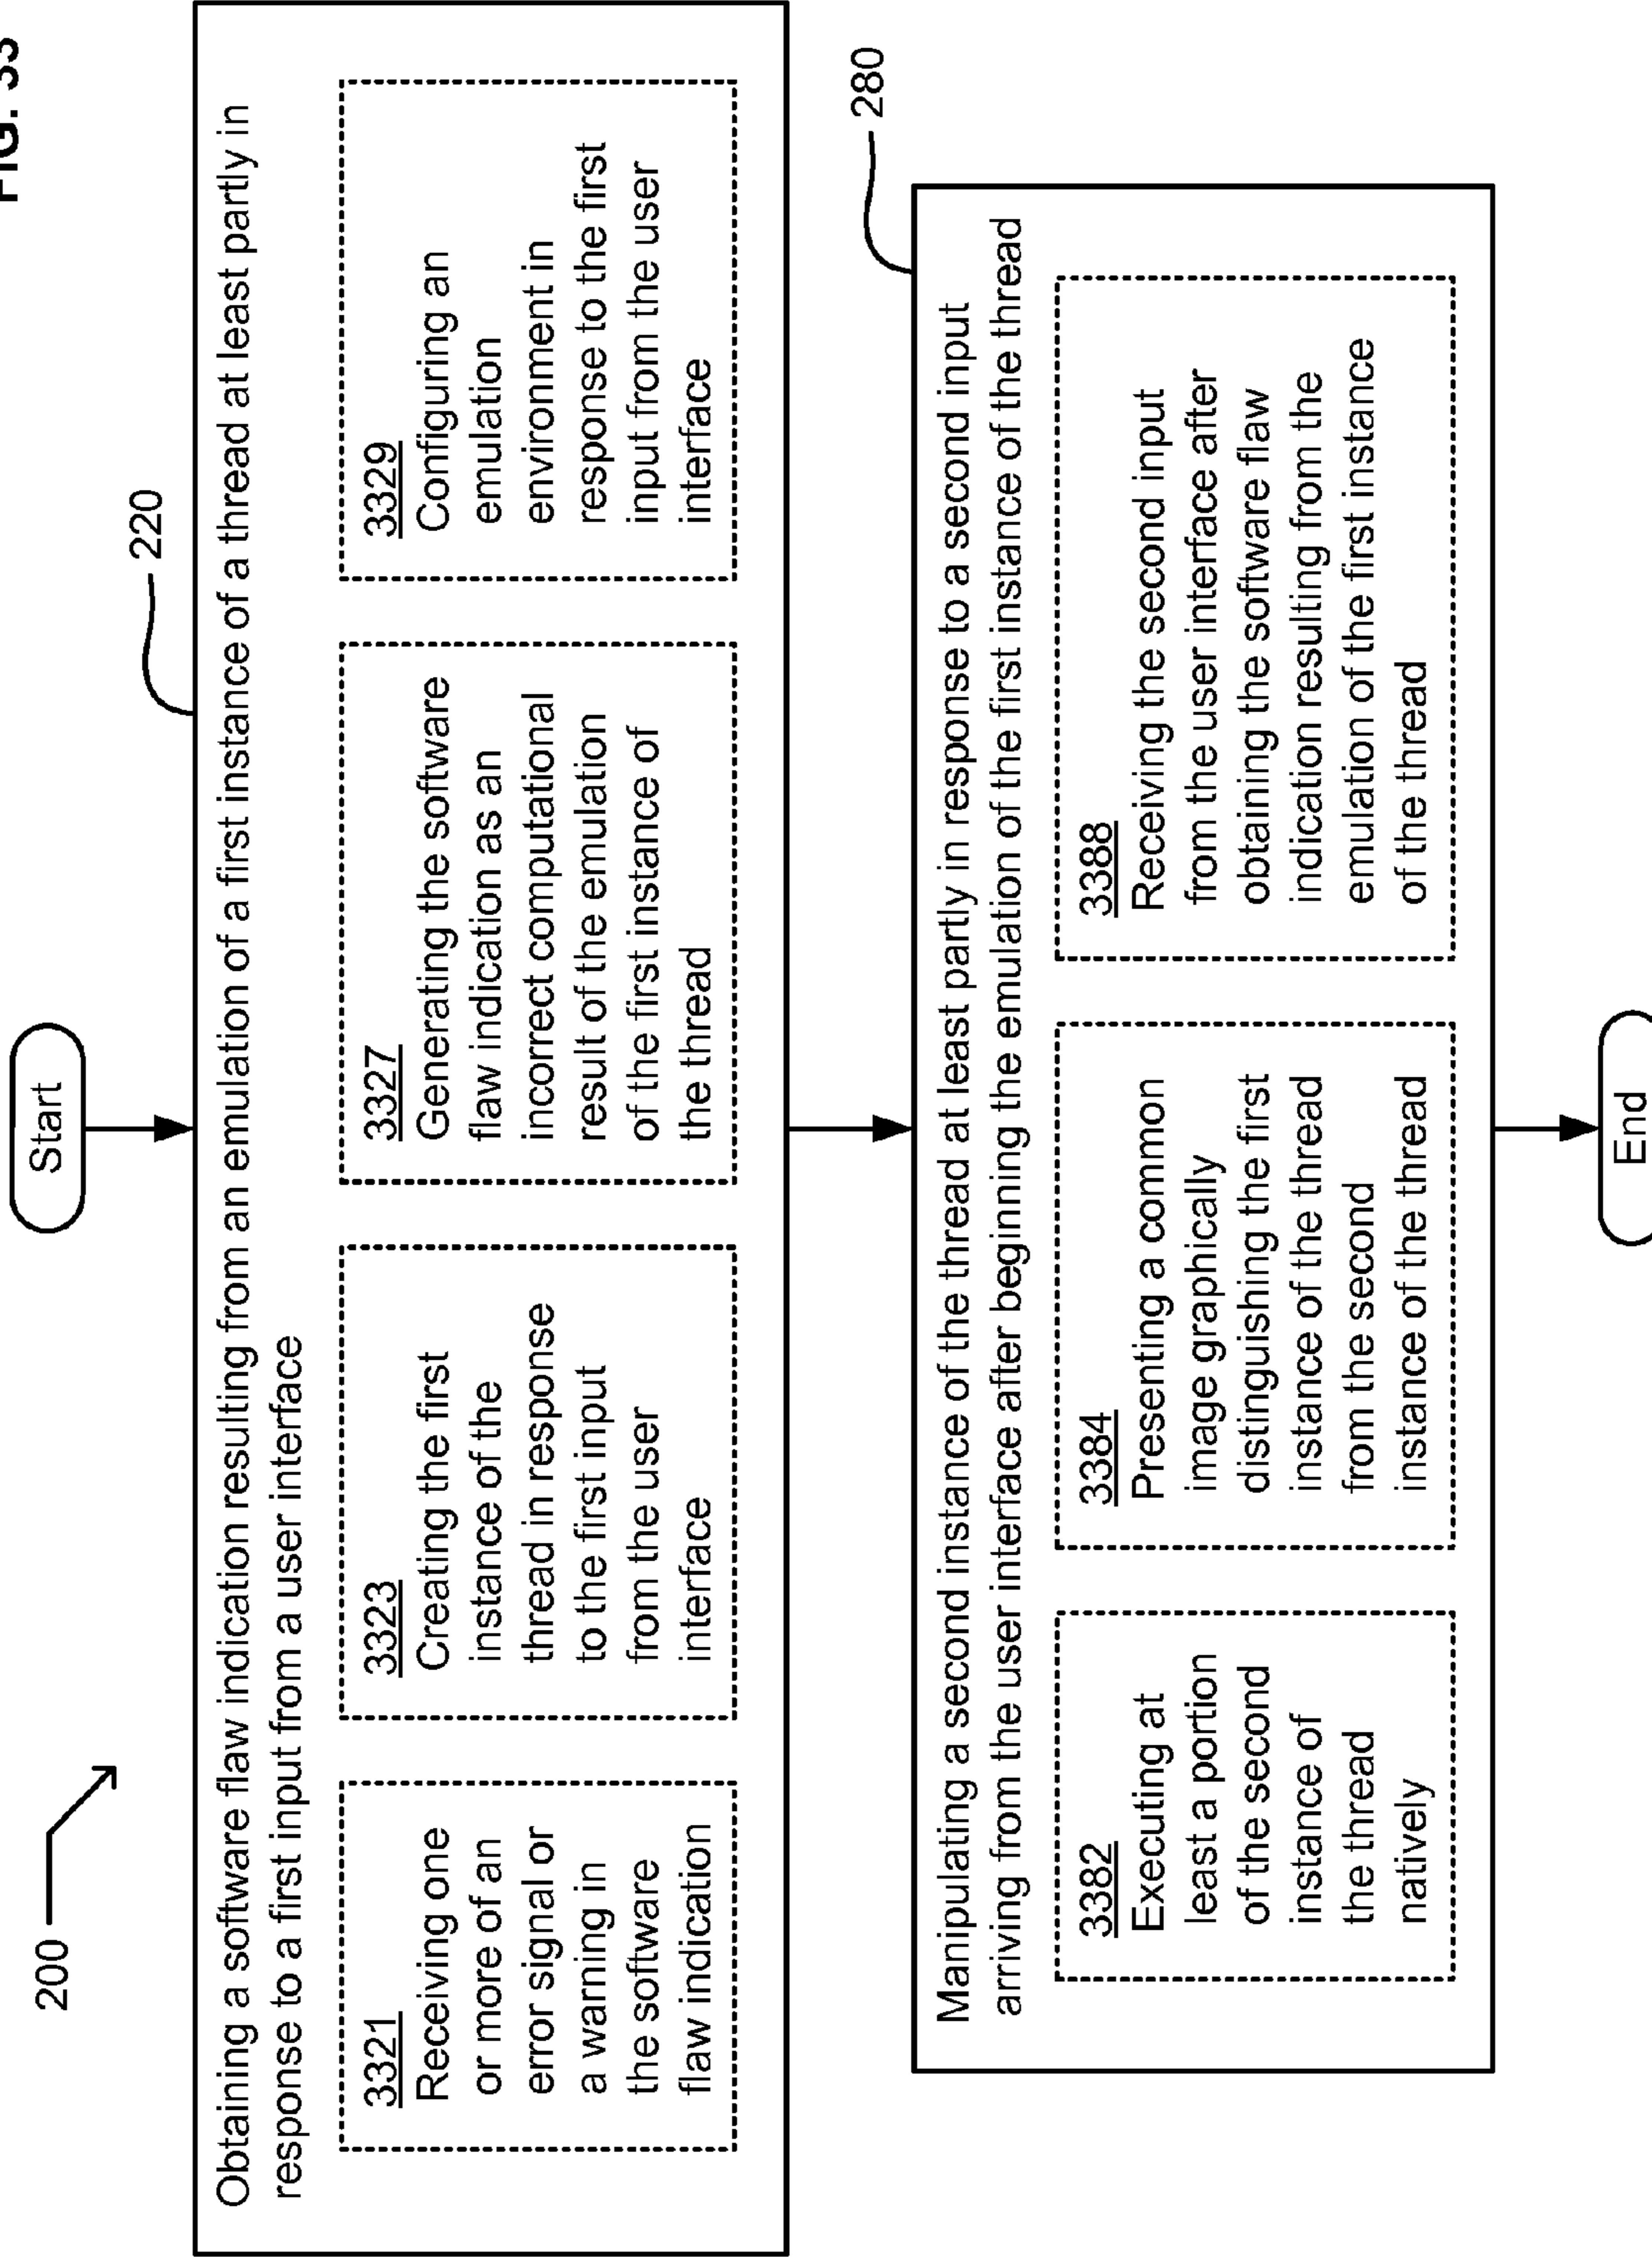 FIG. 33
200
Start
220
Obtaining a software flaw indication resulting from an emulation of a first instance of a thread at least partly in
response to a first input from a user interface
3321
Receiving one
or more of an
error signal or
a warning in
the software
flaw indication
3323
Creating the first
instance of the
thread in response
to the first input
from the user
interface
3327
Generating the software
flaw indication as an
incorrect computational
result of the emulation
of the first instance of
the thread
3329
Configuring an
emulation
environment in
response to the first
input from the user
interface
280
Manipulating a second instance of the thread at least partly in response to a second input
arriving from the user interface after beginning the emulation of the first instance of the thread
3382
Executing at
least a portion
of the second
instance of
the thread
natively
3384
Presenting a common
image graphically
distinguishing the first
instance of the thread
from the second
instance of the thread
3388
Receiving the second input
from the user interface after
obtaining the software flaw
indication resulting from the
emulation of the first instance
of the thread
End